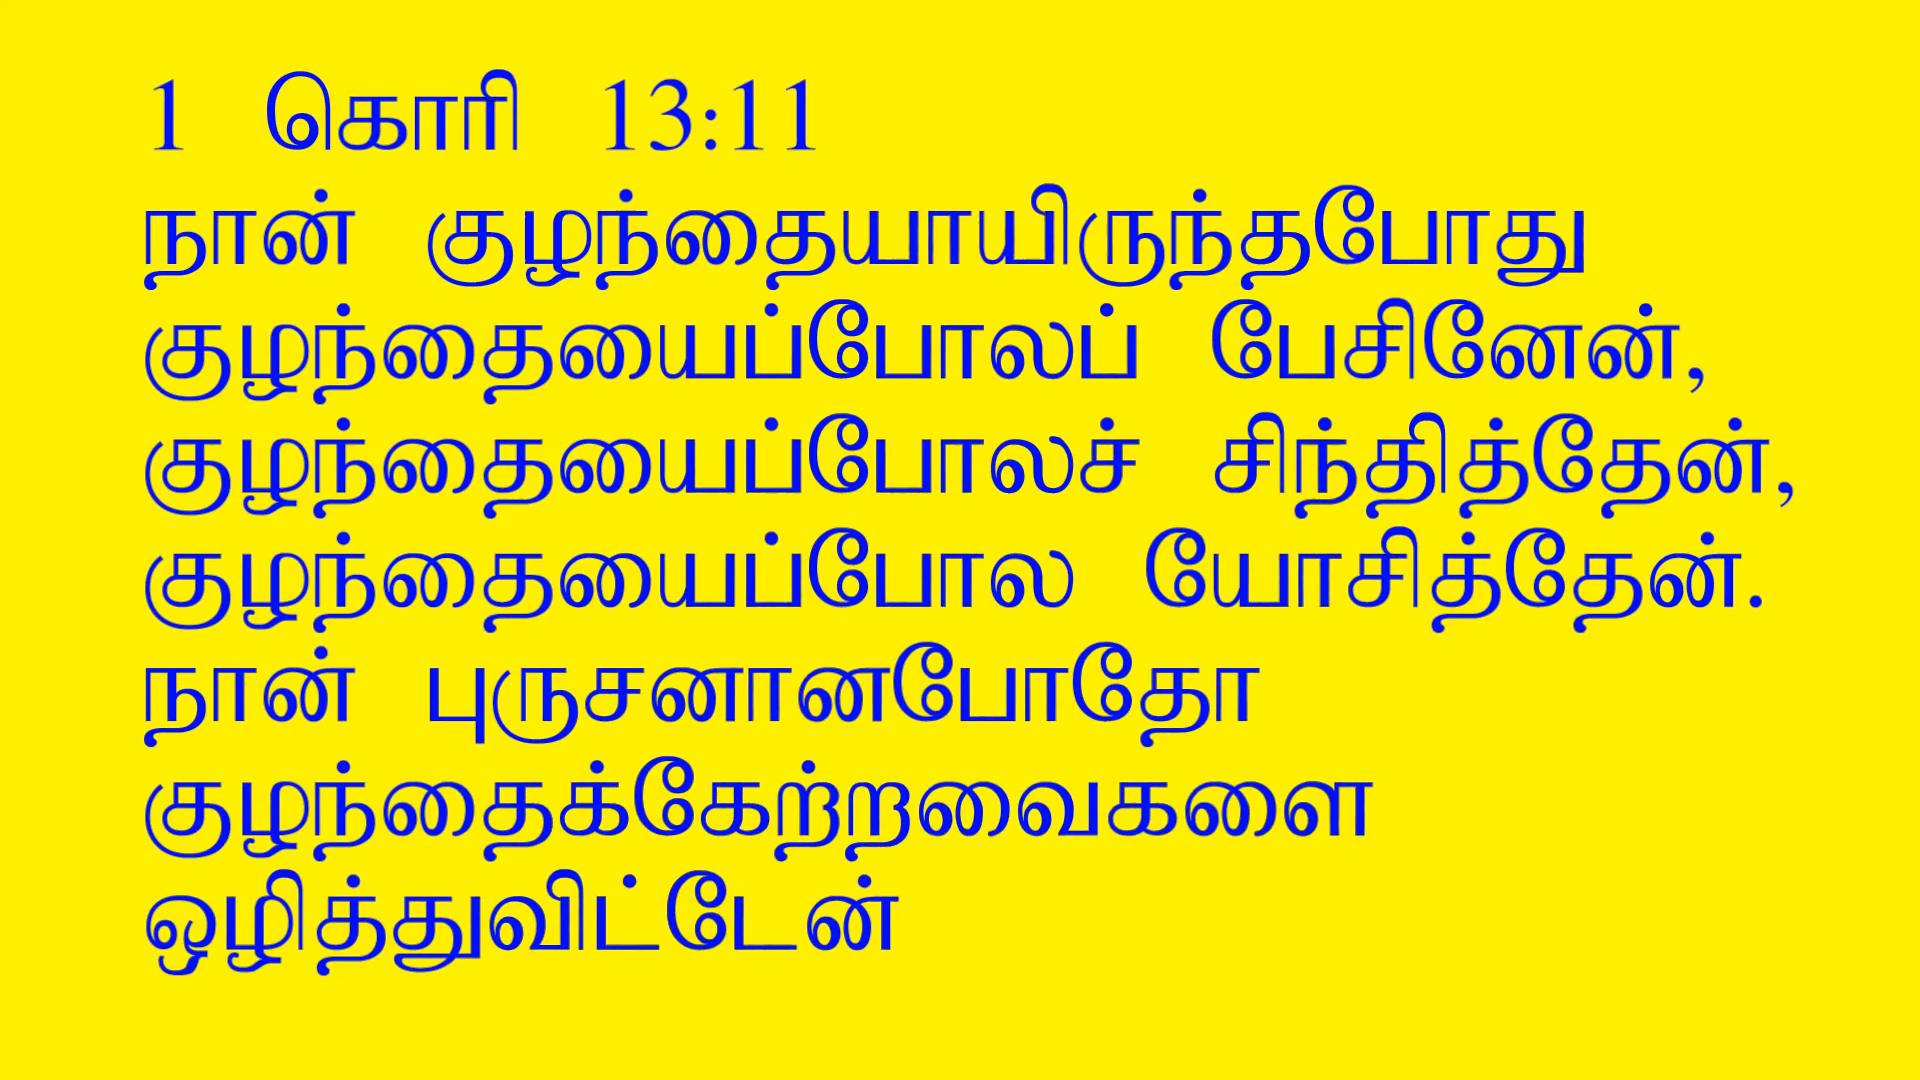 1 கொரி 13:11
நான் குழந்தையாயிருந்தபோது
குழந்தையைப்போலப் பேசினேன்,
குழந்தையைப்போலச் சிந்தித்தேன்,
குழந்தையைப்போல யோசித்தேன்.
நான் புருசனானபோதோ
குழந்தைக்கேற்றவைகளை
ஒழித்துவிட்டேன்